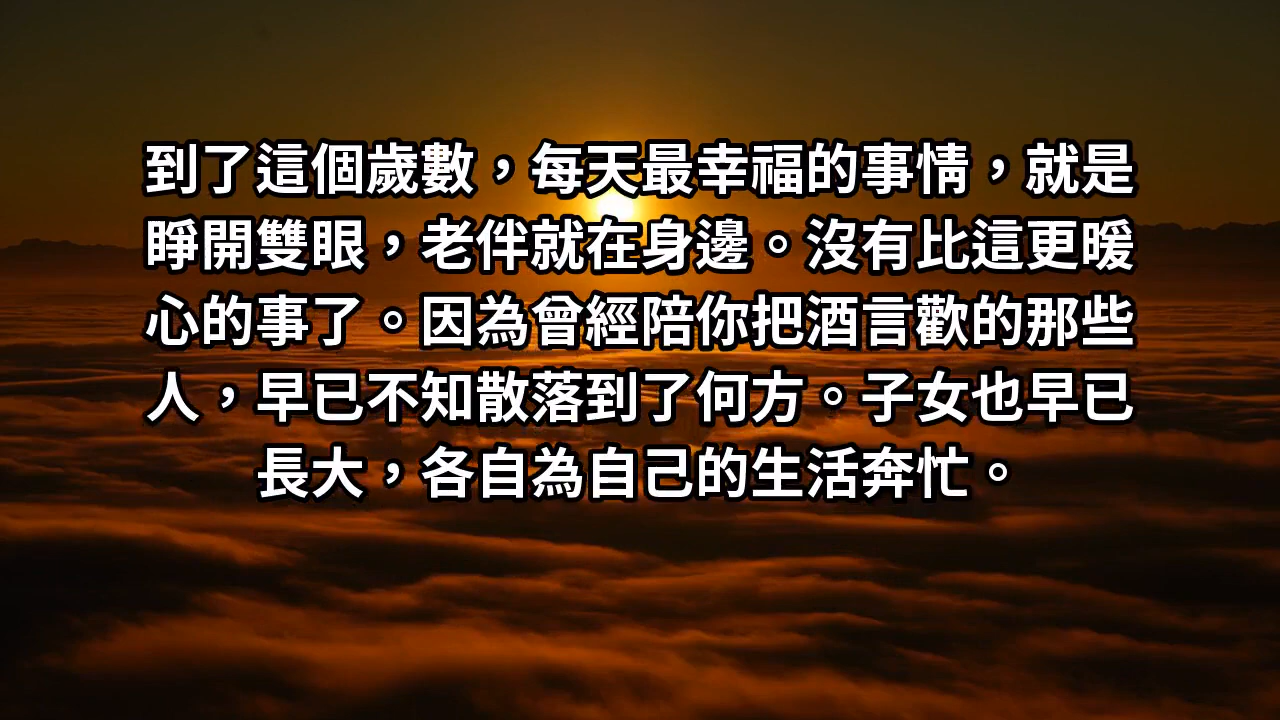 到了這個歲數，每天最幸福的事情，就是
睜開雙眼，老伴就在身邊。沒有比這更暖
心的事了。因為曾經陪你把酒言歡的那些
人，早已不知散落到了何方。子女也早已
長大，各自為自己的生活奔忙。